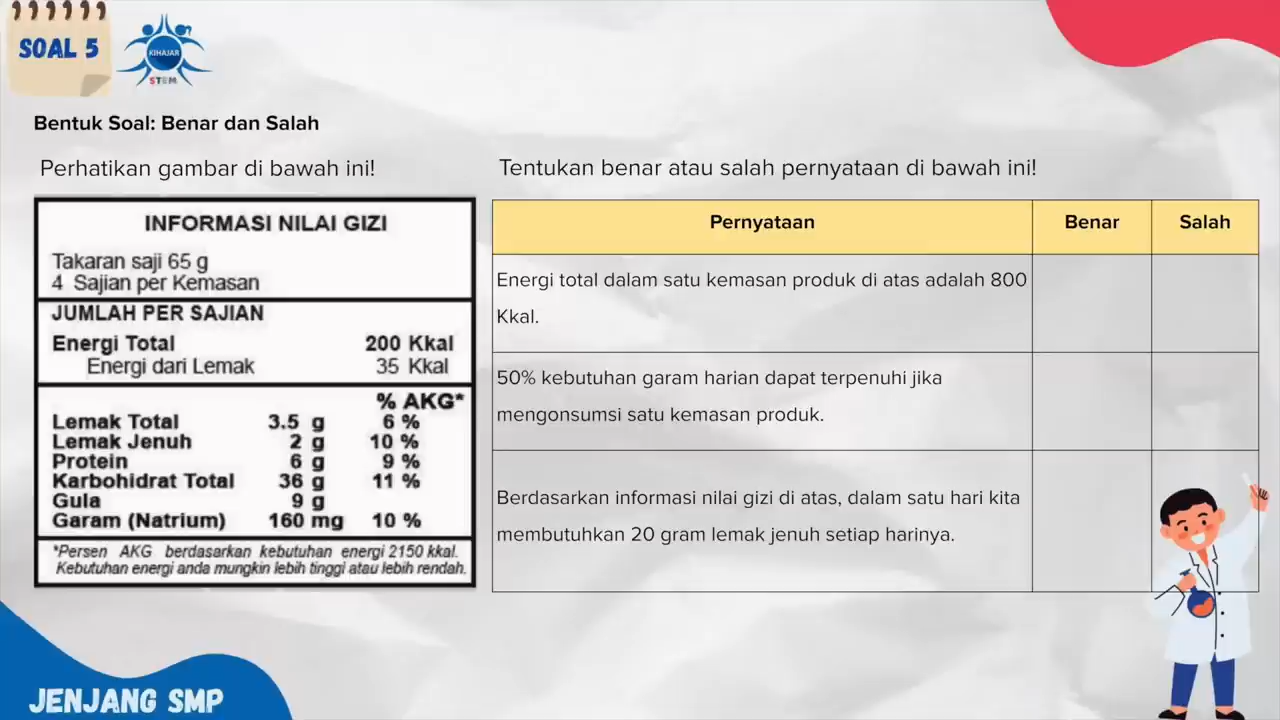 SOAL 5
KIHAJAR
STEM
Bentuk Soal: Benar dan Salah
Perhatikan gambar di bawah ini!
INFORMASI NILAI GIZI
Takaran saji 65 g
4 Sajian per Kemasan
JUMLAH PER SAJIAN
Energi Total 200 Kkal
Energi dari Lemak 35 Kkal
% AKG*
Lemak Total 3.5 g 6 %
Lemak Jenuh 2 g 10 %
Protein 6 g 9 %
Karbohidrat Total 36 g 11 %
Gula 9 g
Garam (Natrium) 160 mg 10 %
*Persen AKG berdasarkan kebutuhan energi 2150 kkal.
Kebutuhan energi anda mungkin lebih tinggi atau lebih rendah.
Tentukan benar atau salah pernyataan di bawah ini!
Pernyataan Benar Salah
Energi total dalam satu kemasan produk di atas adalah 800
Kkal.
50% kebutuhan garam harian dapat terpenuhi jika
mengonsumsi satu kemasan produk.
Berdasarkan informasi nilai gizi di atas, dalam satu hari kita
membutuhkan 20 gram lemak jenuh setiap harinya.
JENJANG SMP